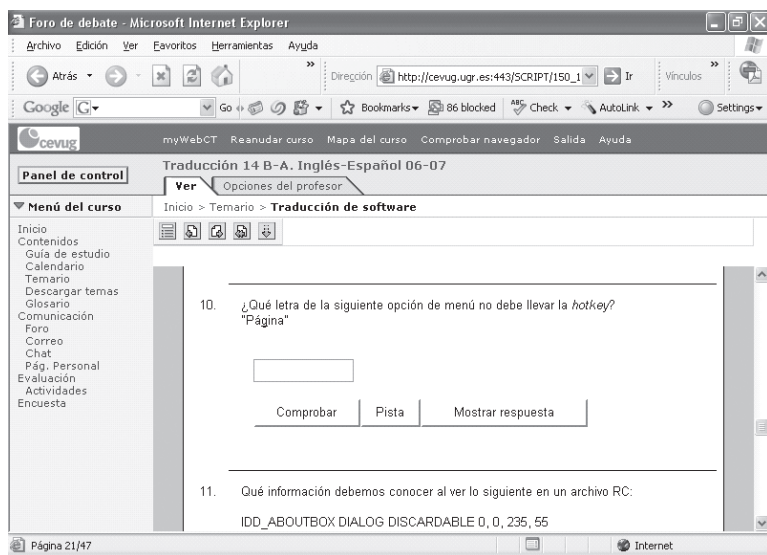 Foro de debate - Microsoft Internet Explorer
Archivo Edición Ver Favoritos Herramientas Ayuda
Atrás Dirección http://cevug.ugr.es:443/SCRIPT/150_1 Ir Vínculos
Google G Go Bookmarks 86 blocked ABC Check AutoLink Settings
cevug myWebCT Reanudar curso Mapa del curso Comprobar navegador Salida Ayuda
Panel de control
Traducción 14 B-A. Inglés-Español 06-07
Ver Opciones del profesor
Menú del curso
Inicio > Temario > Traducción de software
Inicio
Contenidos
Guía de estudio
Calendario
Temario
Descargar temas
Glosario
Comunicación
Foro
Correo
Chat
Pág. Personal
Evaluación
Actividades
Encuesta
10. ¿Qué letra de la siguiente opción de menú no debe llevar la hotkey?
"Página"
Comprobar Pista Mostrar respuesta
11. Qué información debemos conocer al ver lo siguiente en un archivo RC:
IDD_ABOUTBOX DIALOG DISCARDABLE 0, 0, 235, 55
Página 21/47 Internet